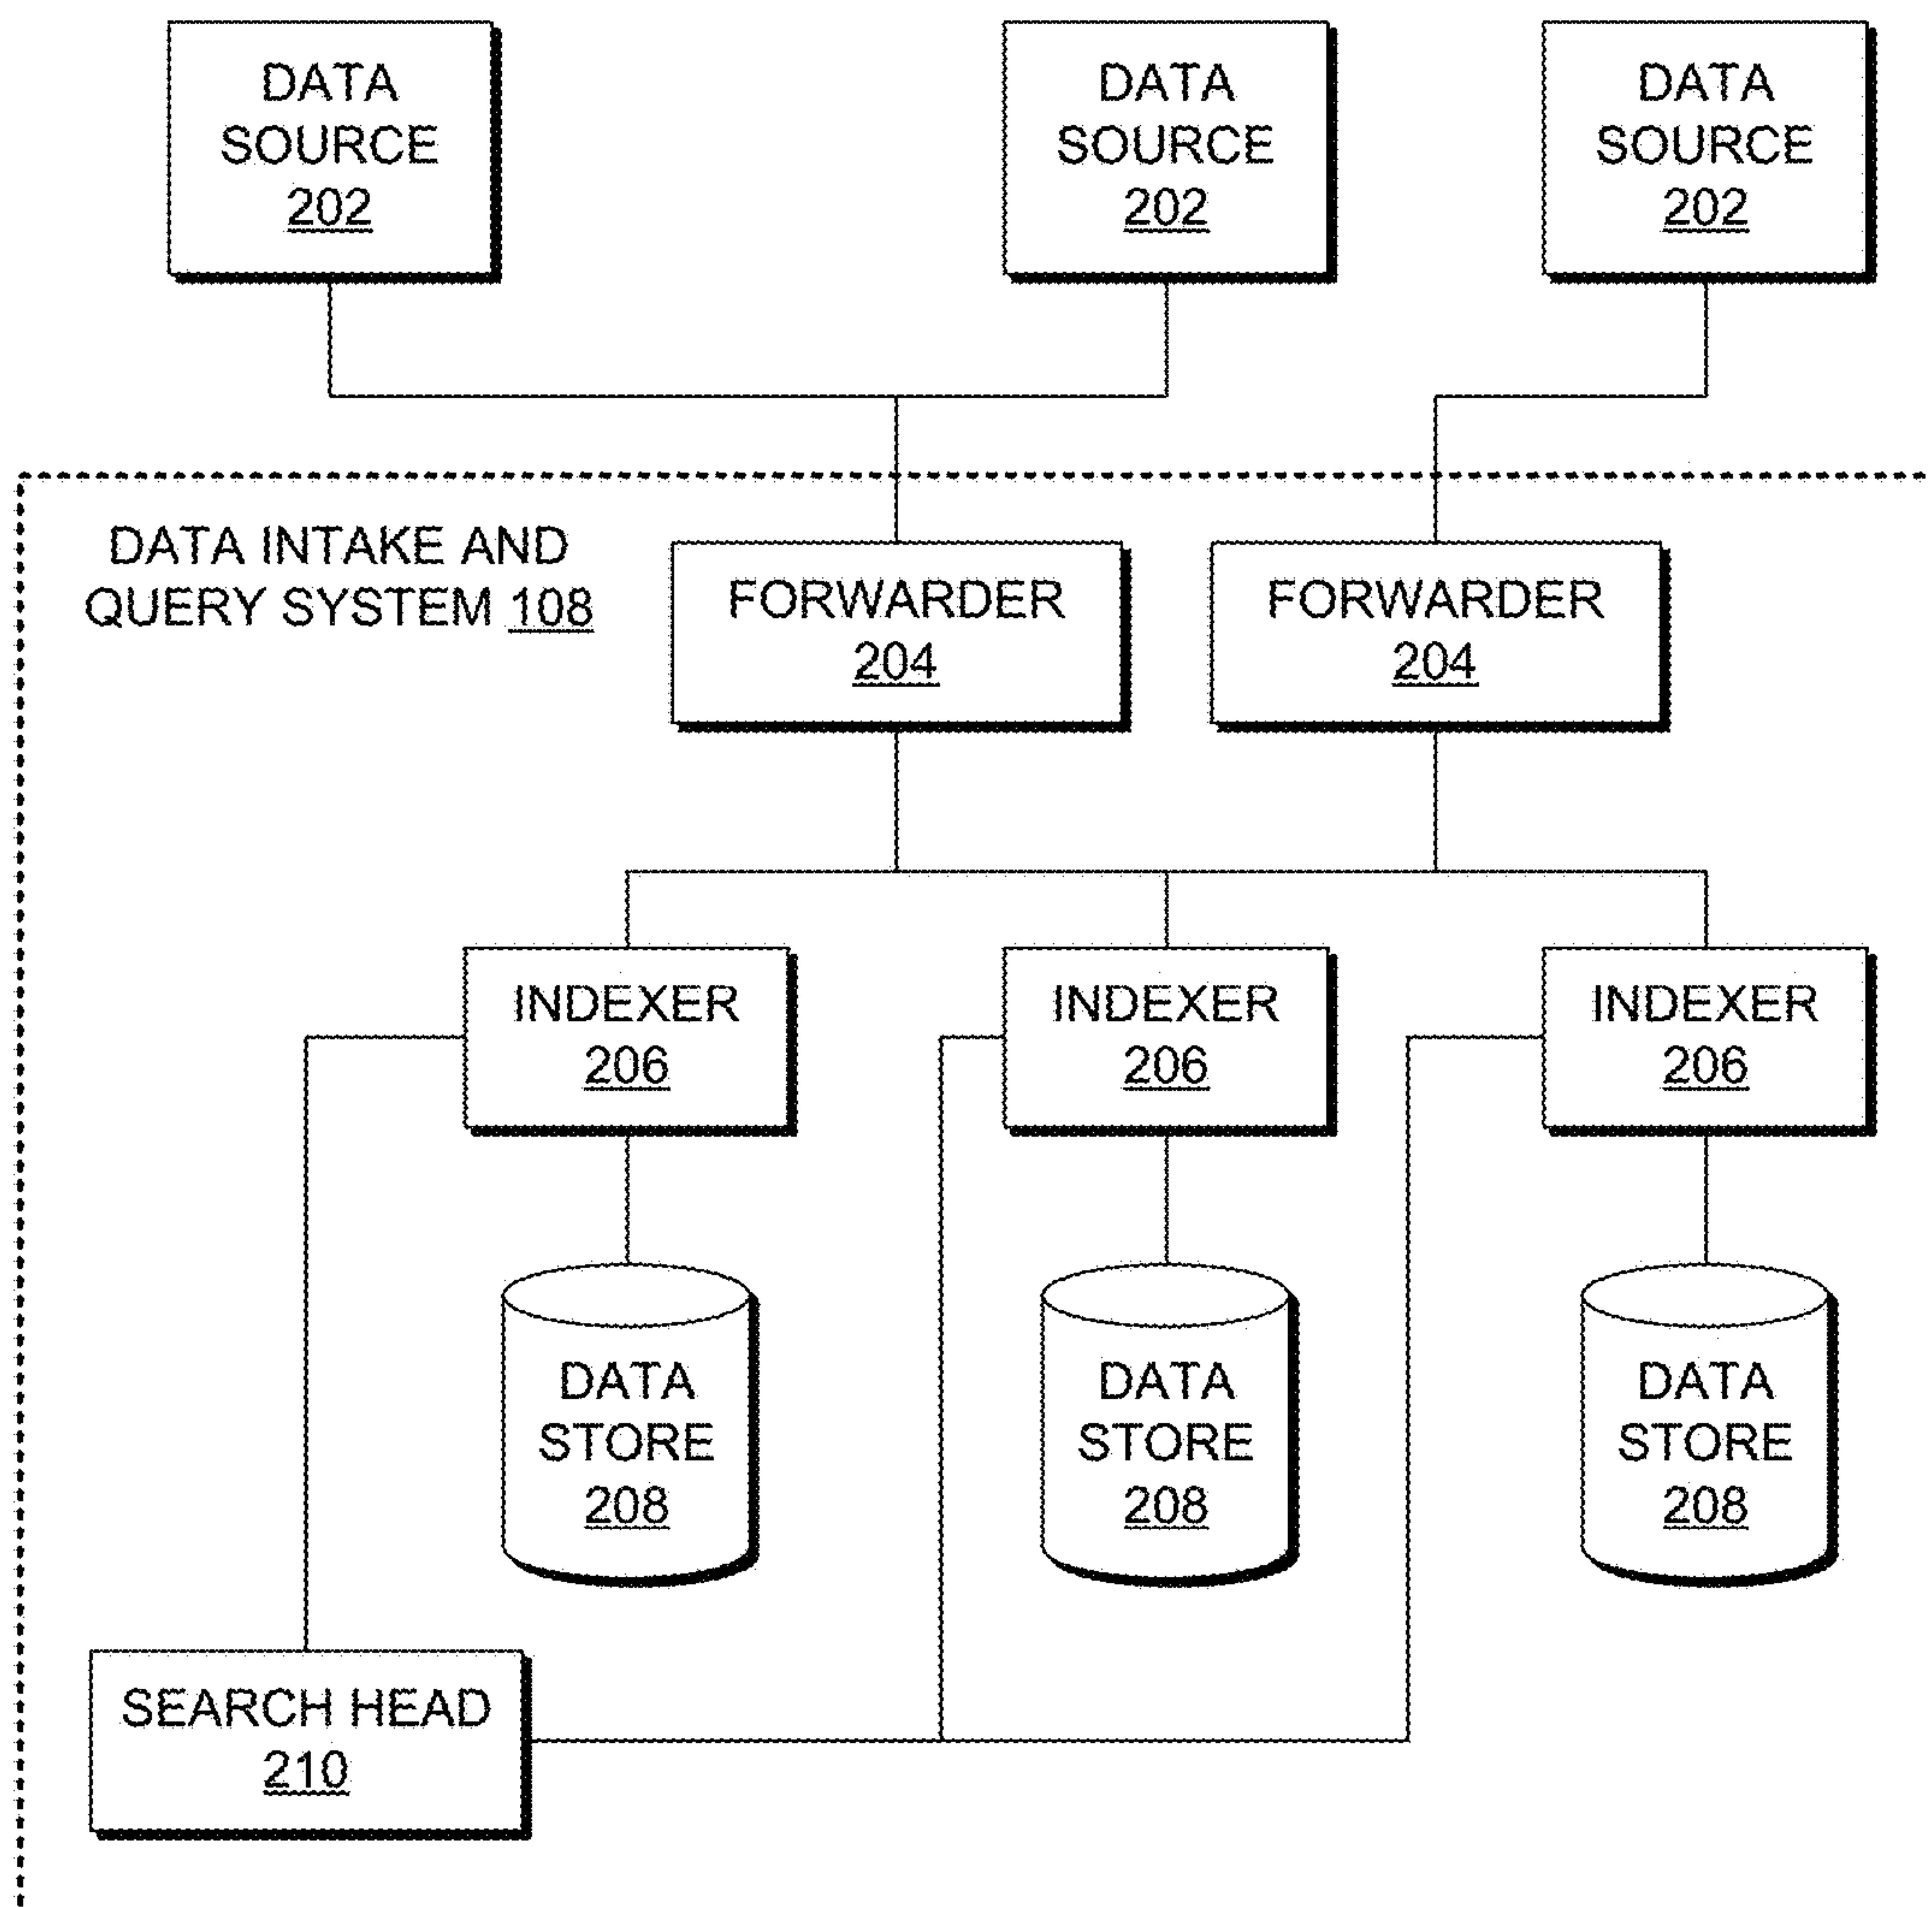 DATA
SOURCE
202
DATA
SOURCE
202
DATA
SOURCE
202
DATA INTAKE AND
QUERY SYSTEM 108
FORWARDER
204
FORWARDER
204
INDEXER
206
INDEXER
206
INDEXER
206
DATA
STORE
208
DATA
STORE
208
DATA
STORE
208
SEARCH HEAD
210